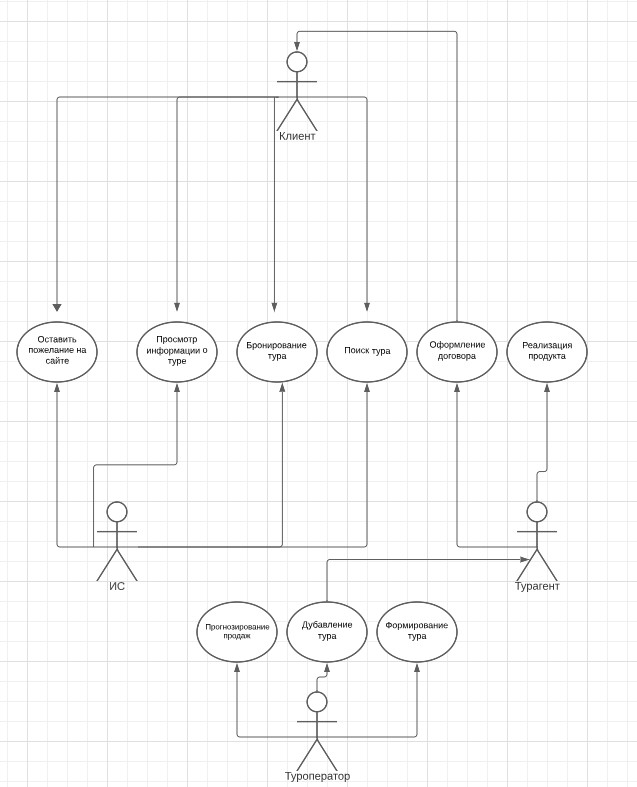 Клиент
Оставить
пожелание на
сайте
Просмотр
информации о
туре
Бронирование
тура
Поиск тура
Оформление
договора
Реализация
продукта
ИС
Турагент
Прогнозирование
продаж
Дубавление
тура
Формирование
тура
Туроператор